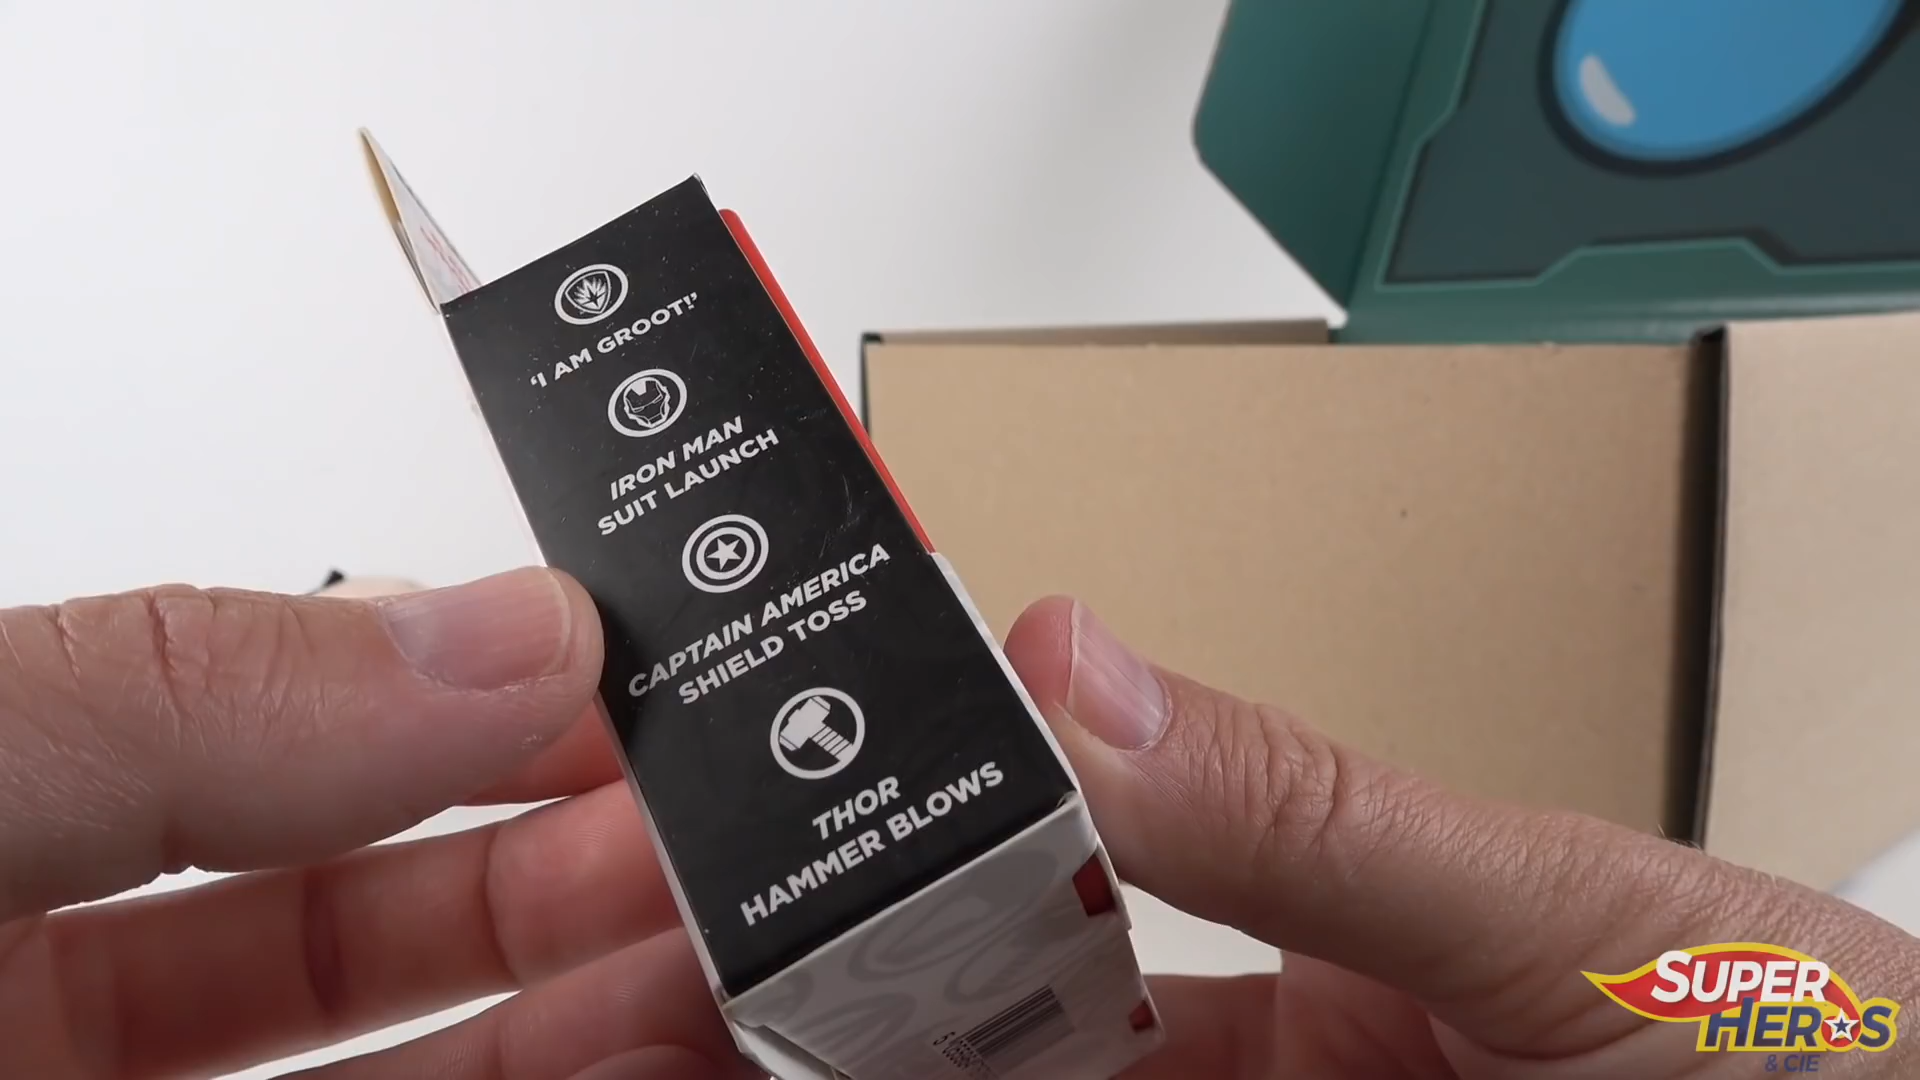 ‘I AM GROOT!’
IRON MAN
SUIT LAUNCH
CAPTAIN AMERICA
SHIELD TOSS
THOR
HAMMER BLOWS
SUPER
HEROS
& CIE